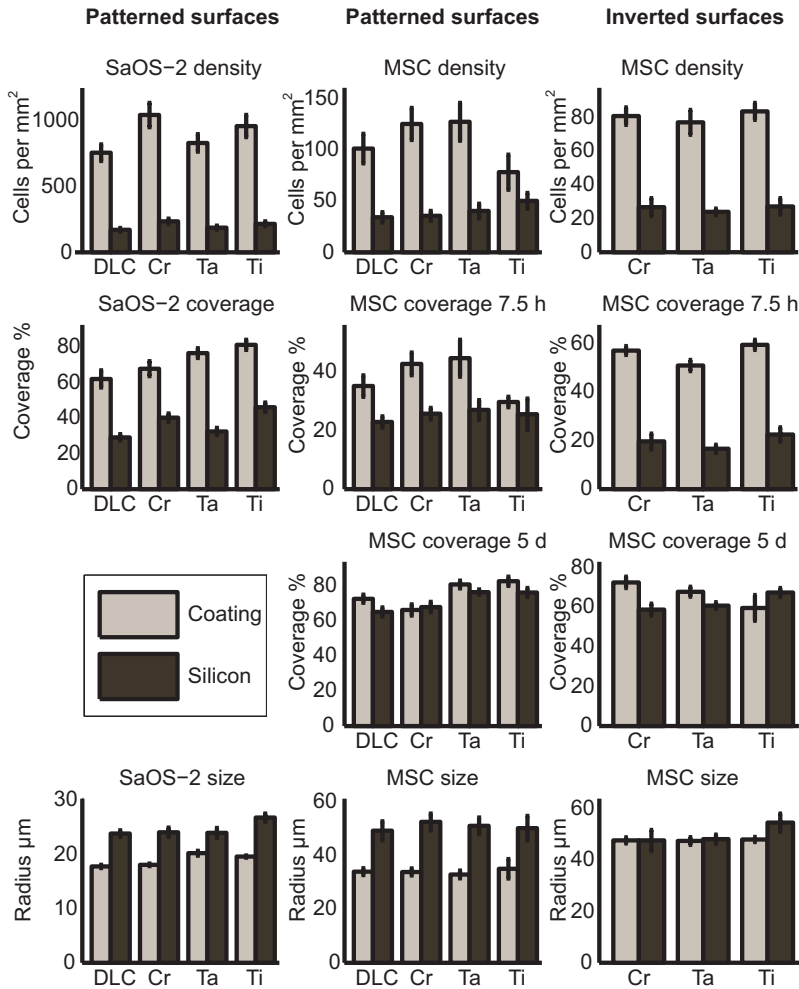 Patterned surfaces Patterned surfaces Inverted surfaces
SaOS−2 density
Cells per mm²
1000
500
0
DLC Cr Ta Ti
MSC density
Cells per mm²
150
100
50
0
DLC Cr Ta Ti
MSC density
Cells per mm²
80
60
40
20
0
Cr Ta Ti
SaOS−2 coverage
Coverage %
80
60
40
20
0
DLC Cr Ta Ti
MSC coverage 7.5 h
Coverage %
40
20
0
DLC Cr Ta Ti
MSC coverage 7.5 h
Coverage %
60
40
20
0
Cr Ta Ti
Coating
Silicon
MSC coverage 5 d
Coverage %
80
60
40
20
0
DLC Cr Ta Ti
MSC coverage 5 d
Coverage %
80
60
40
20
0
Cr Ta Ti
SaOS−2 size
Radius µm
30
20
10
0
DLC Cr Ta Ti
MSC size
Radius µm
60
40
20
0
DLC Cr Ta Ti
MSC size
Radius µm
60
40
20
0
Cr Ta Ti